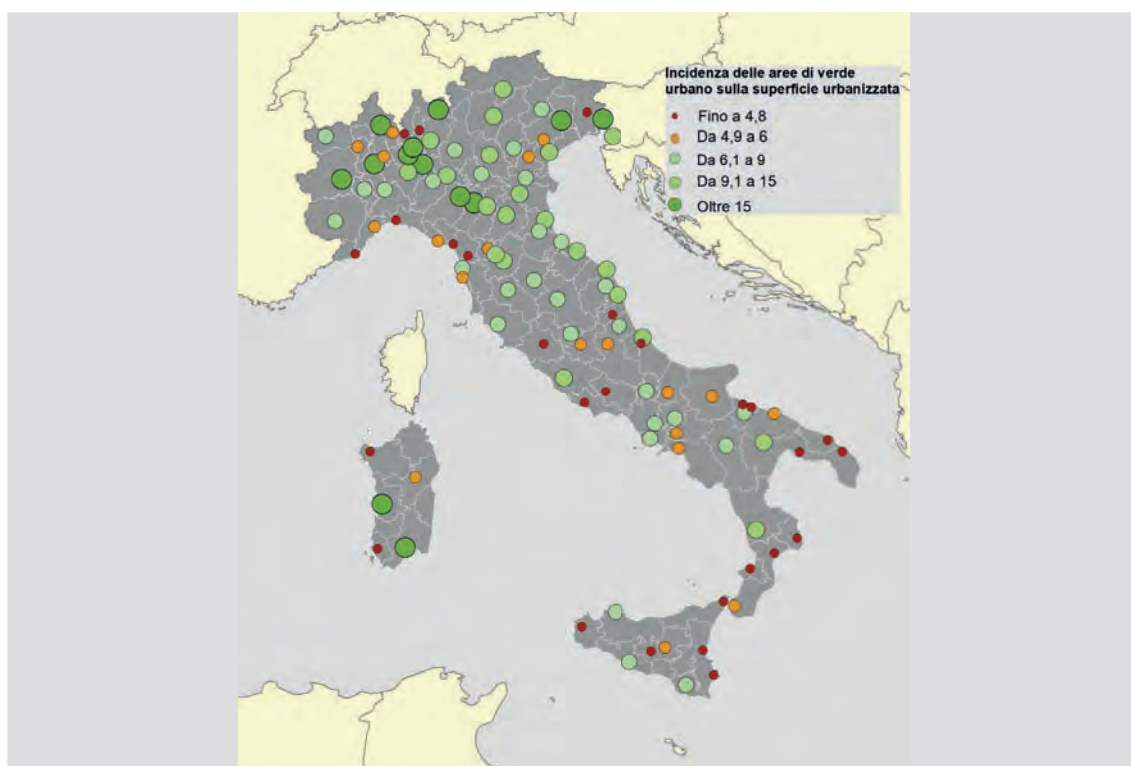 Incidenza delle aree di verde
urbano sulla superficie urbanizzata
Fino a 4,8
Da 4,9 a 6
Da 6,1 a 9
Da 9,1 a 15
Oltre 15